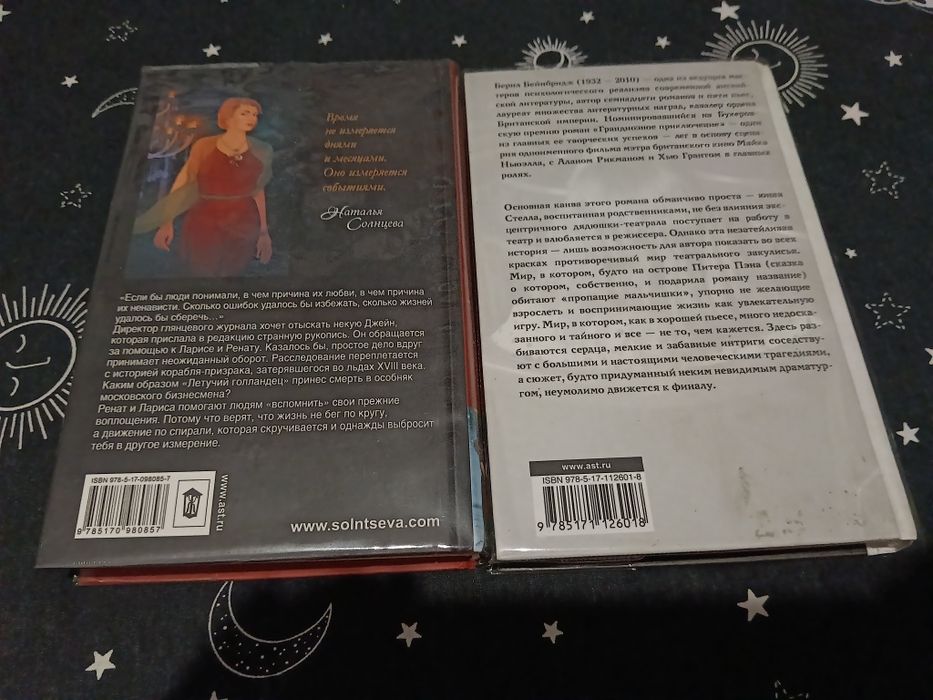 Время
не измеряется
днями
и месяцами.
Оно измеряется
событиями.
Наталья
Солнцева
«Если бы люди понимали, в чем причина их любви, в чем причина
их ненависти. Сколько ошибок удалось бы избежать, сколько жизней
удалось бы сберечь...»
Директор глянцевого журнала хочет отыскать некую Джейн,
которая прислала в редакцию странную рукопись. Он обращается
за помощью к Ларисе и Ренату. Казалось бы, простое дело вдруг
принимает неожиданный оборот. Расследование переплетается
с историей корабля-призрака, затерявшегося во льдах XVIII века.
Каким образом «Летучий голландец» принес смерть в особняк
московского бизнесмена?
Ренат и Лариса помогают людям «вспомнить» свои прежние
воплощения. Потому что верят, что жизнь не бег по кругу,
а движение по спирали, которая скручивается и однажды выбросит
тебя в другое измерение.
ISBN 978-5-17-098085-7
9 785170 980857
www.ast.ru
www.solntseva.com
Берил Бейнбридж (1932 — 2010) — одна из ведущих мас-
теров психологического реализма современной англий-
ской литературы, автор семнадцати романов и пяти пьес,
лауреат множества литературных наград, кавалер ордена
Британской империи. Номинировавшийся на Букеров-
скую премию роман «Грандиозное приключение» — один
из главных ее творческих успехов — лег в основу сцена-
рия одноименного фильма мэтра британского кино Майка
Ньюэлла, с Аланом Рикманом и Хью Грантом в главных
ролях.
Основная канва этого романа обманчиво проста — юная
Стелла, воспитанная родственниками, не без влияния экс-
центричного дядюшки-театрала поступает на работу в
театр и влюбляется в режиссера. Однако эта незатейливая
история — лишь возможность для автора показать во всех
красках противоречивый мир театрального закулисья.
Мир, в котором, будто на острове Питера Пэна (сказка
о котором, собственно, и подарила роману название)
обитают «пропащие мальчишки», упорно не желающие
взрослеть и воспринимающие жизнь как увлекательную
игру. Мир, в котором, как в хорошей пьесе, много недоска-
занного и тайного и все — не то, чем кажется. Здесь раз-
биваются сердца, мелкие и забавные интриги соседству-
ют с большими и настоящими человеческими трагедиями,
а сюжет, будто придуманный неким невидимым драматур-
гом, неумолимо движется к финалу.
www.ast.ru
ISBN 978-5-17-112601-8
9 785171 126018